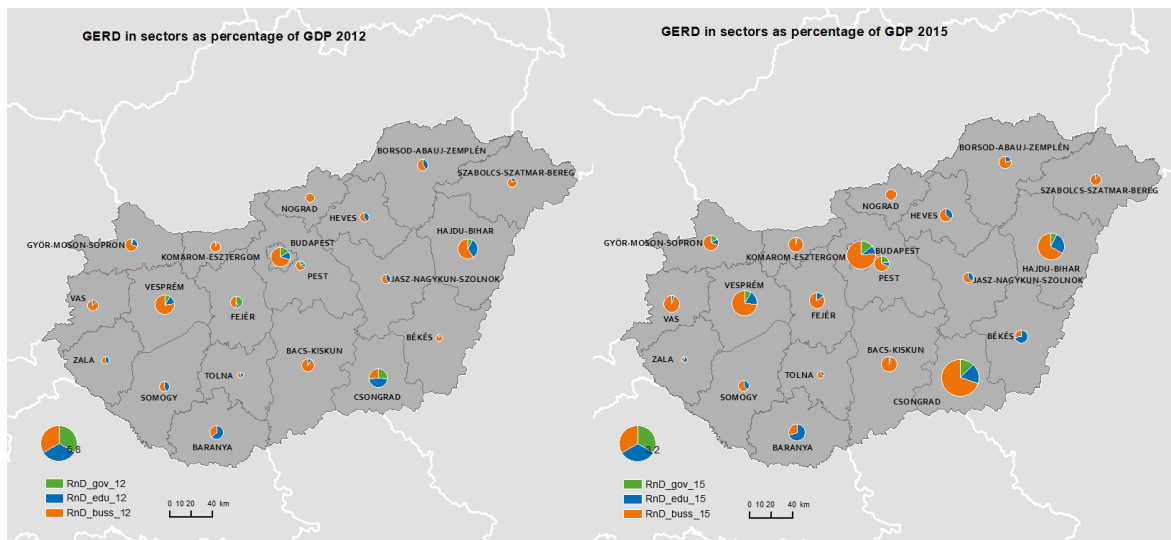 GERD in sectors as percentage of GDP 2012
BORSOD-ABAUJ-ZEMPLÉN
SZABOLCS-SZATMAR-BEREG
NOGRAD
HEVES
HAJDU-BIHAR
GYÖR-MOSON-SOPRON
BUDAPEST
KOMAROM-ESZTERGOM
PEST
JASZ-NAGYKUN-SZOLNOK
VESPRÉM
VAS
FEJÉR
BÉKÉS
BACS-KISKUN
ZALA
TOLNA
SOMOGY
CSONGRAD
BARANYA
5,8
RnD_gov_12
RnD_edu_12
RnD_buss_12
0 10 20 40 km
GERD in sectors as percentage of GDP 2015
BORSOD-ABAUJ-ZEMPLÉN
SZABOLCS-SZATMAR-BEREG
NOGRAD
HEVES
GYÖR-MOSON-SOPRON
BUDAPEST
KOMAROM-ESZTERGOM
HAJDU-BIHAR
PEST
JASZ-NAGYKUN-SZOLNOK
VESPRÉM
FEJÉR
VAS
BÉKÉS
BACS-KISKUN
ZALA
TOLNA
SOMOGY
CSONGRAD
BARANYA
3,2
RnD_gov_15
RnD_edu_15
RnD_buss_15
0 10 20 40 km